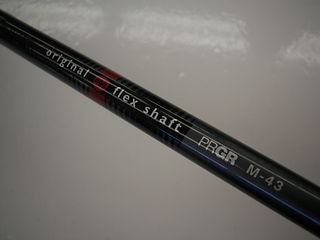 original flex shaft PRGR M-43